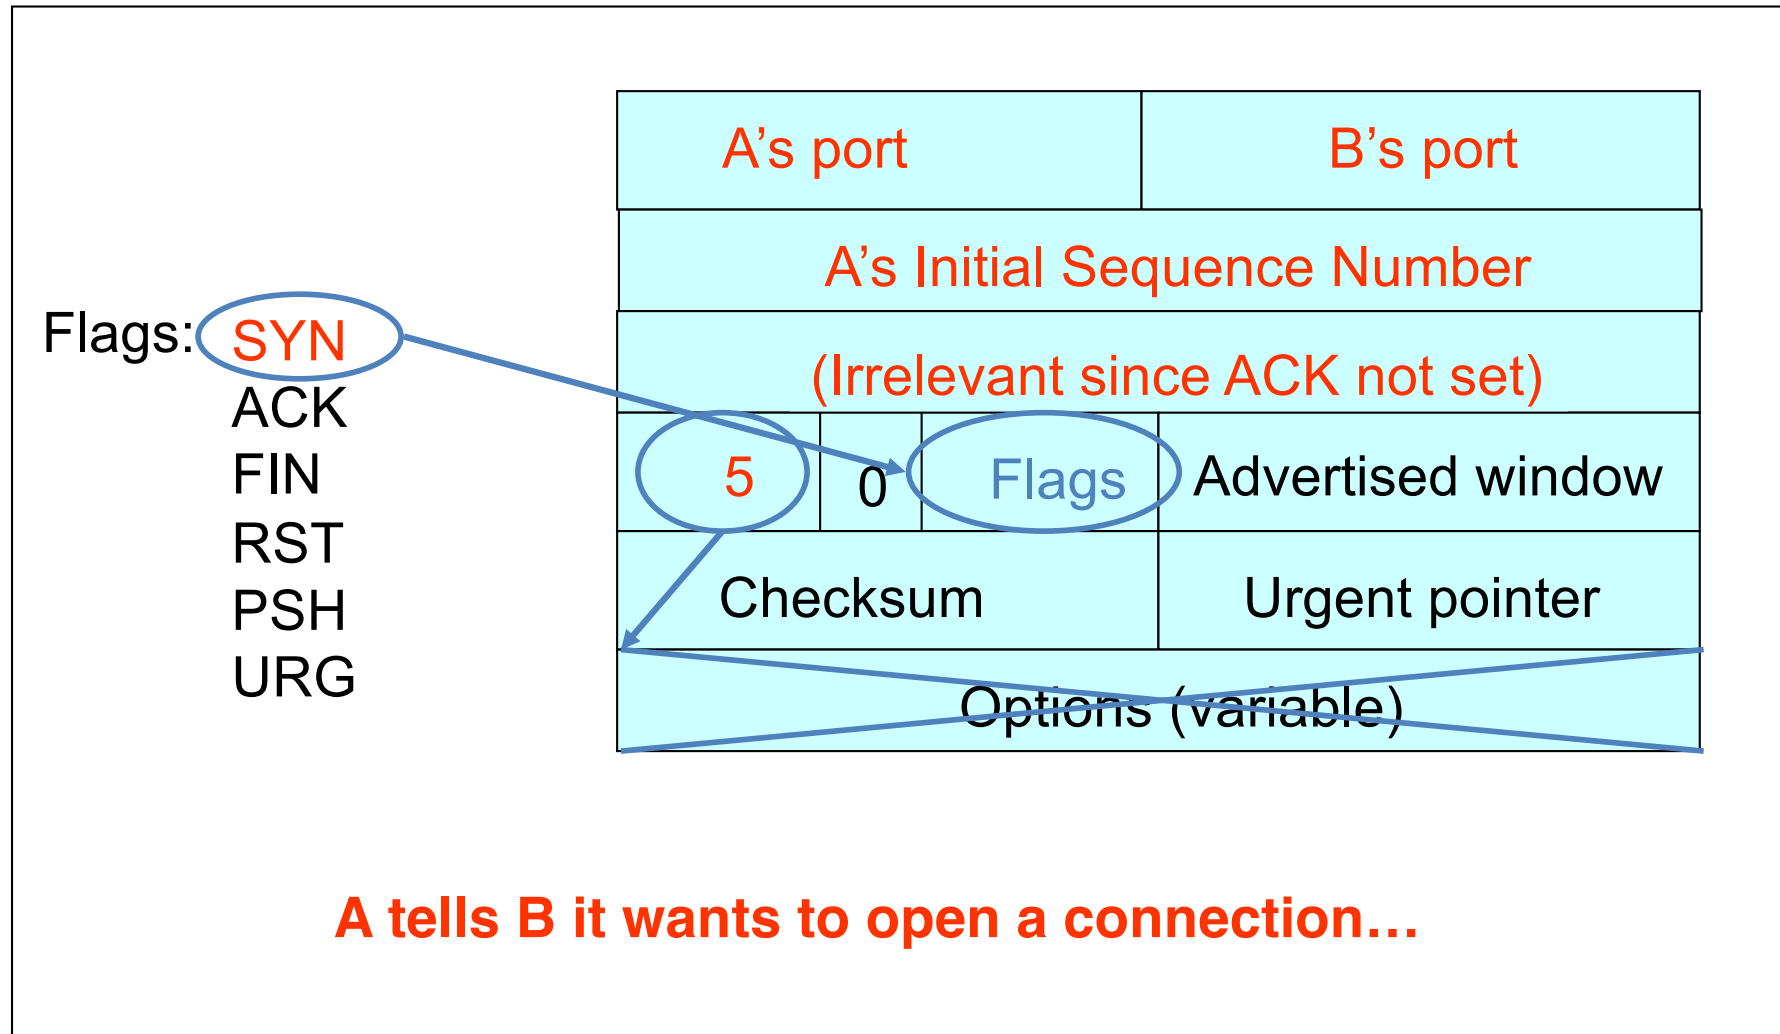 A’s port
B’s port
A’s Initial Sequence Number
Flags: SYN
(Irrelevant since ACK not set)
ACK
FIN
RST
PSH
URG
5
0
Flags
Advertised window
Checksum
Urgent pointer
Options (variable)
A tells B it wants to open a connection…